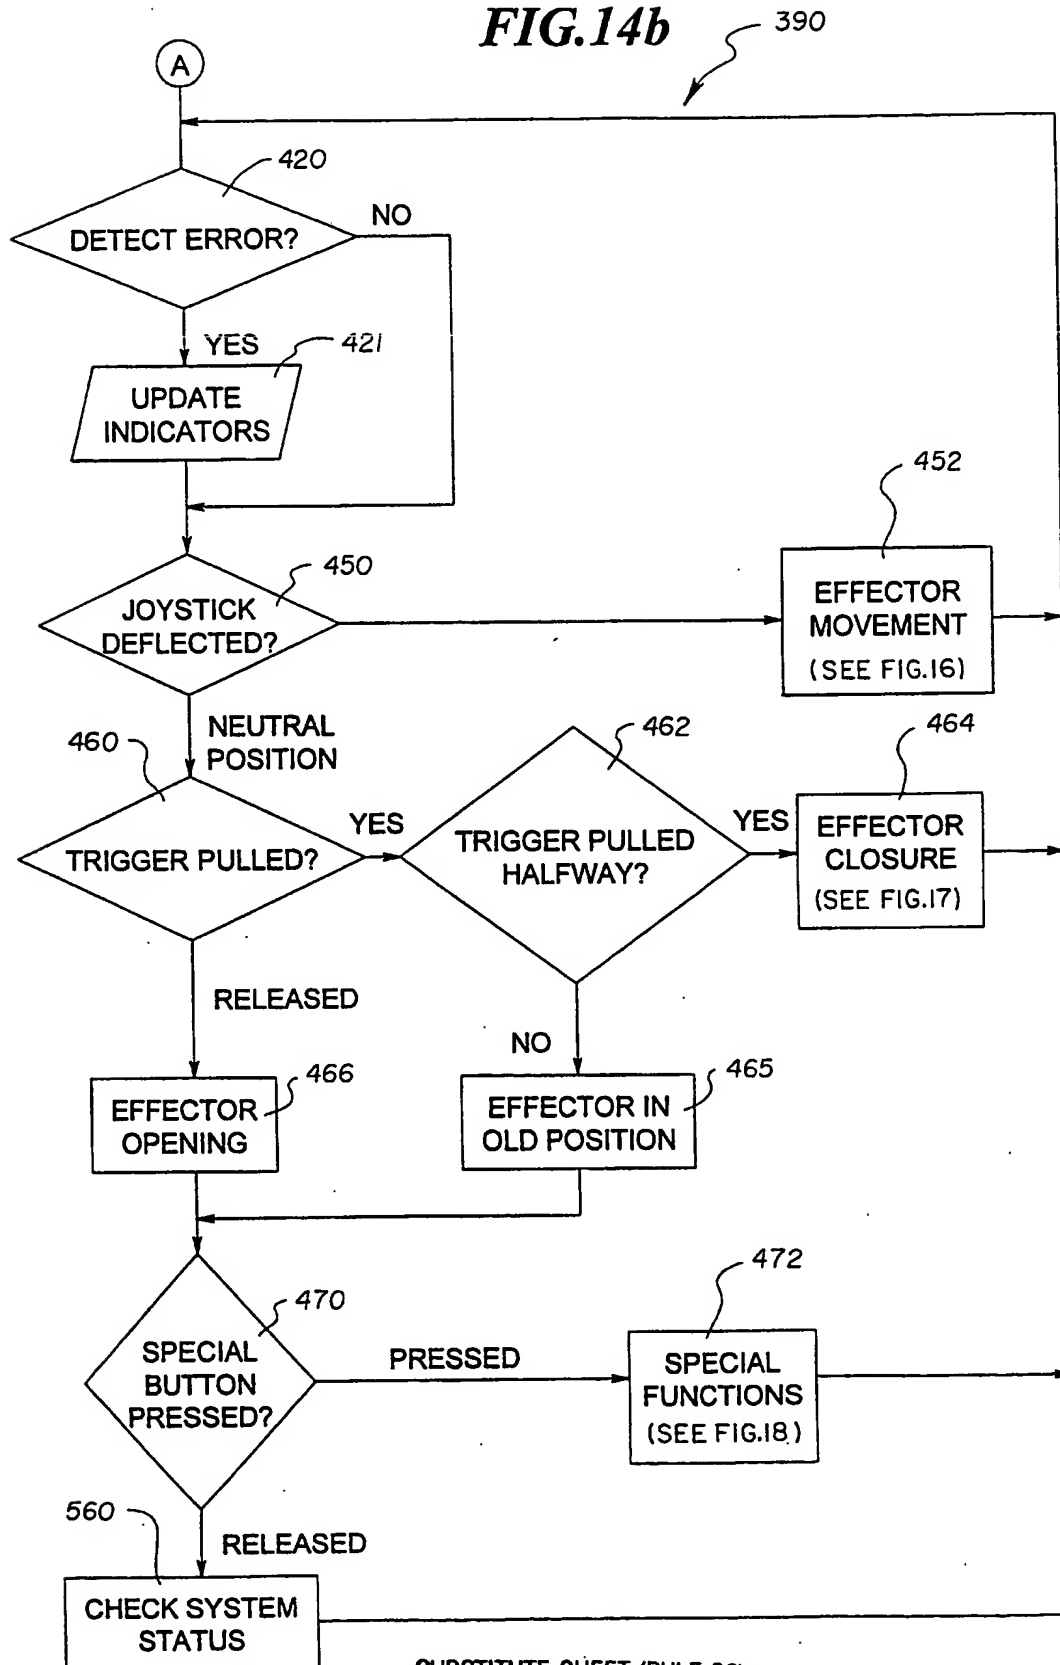 FIG.14b
390
A
420
NO
DETECT ERROR?
YES
421
UPDATE
INDICATORS
452
450
EFFECTOR
MOVEMENT
(SEE FIG.16)
JOYSTICK
DEFLECTED?
NEUTRAL
POSITION
460
462
464
YES
YES
TRIGGER PULLED?
TRIGGER PULLED
HALFWAY?
EFFECTOR
CLOSURE
(SEE FIG.17)
RELEASED
NO
466
465
EFFECTOR
OPENING
EFFECTOR IN
OLD POSITION
472
470
SPECIAL
BUTTON
PRESSED?
PRESSED
SPECIAL
FUNCTIONS
(SEE FIG.18)
560
RELEASED
CHECK SYSTEM
STATUS